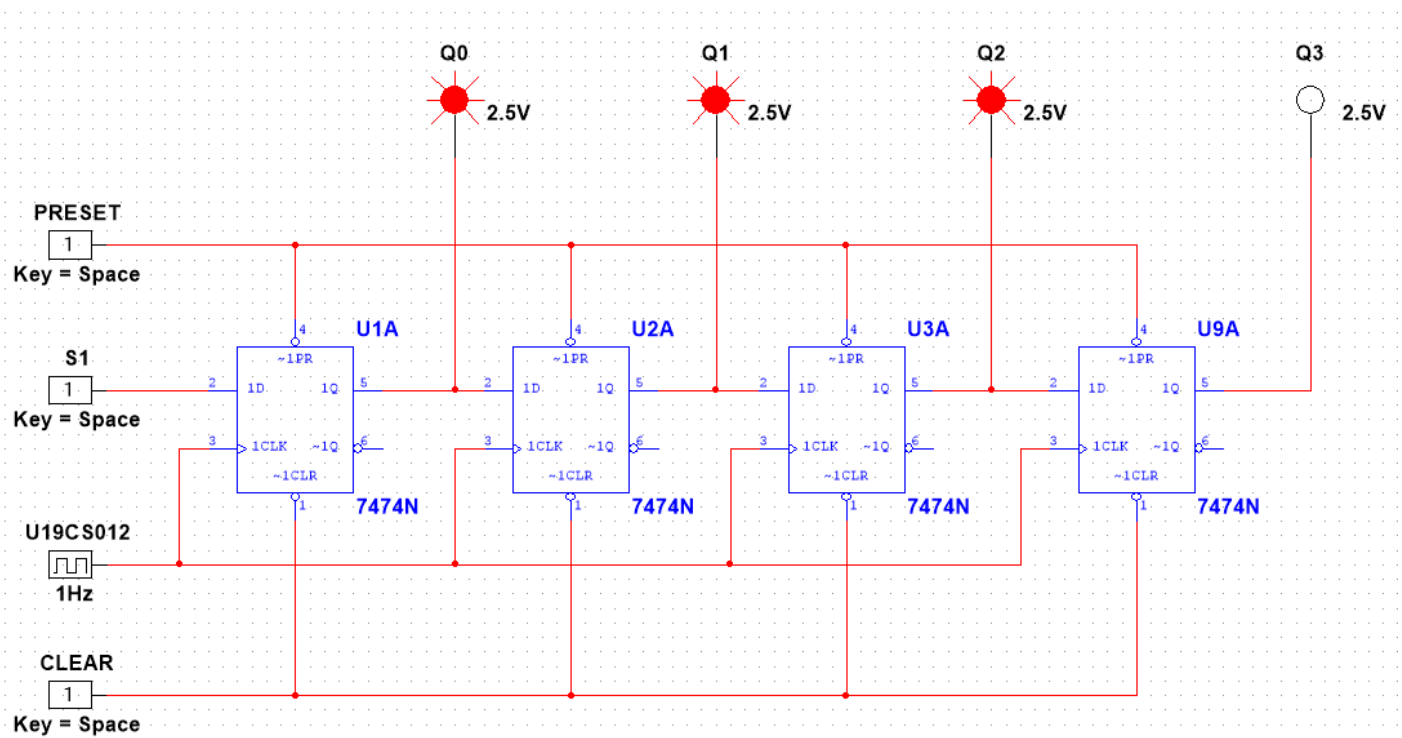 Q0
Q1
Q2
Q3
2.5V
2.5V
2.5V
2.5V
PRESET
1
Key = Space
4
U1A
4
U2A
4
U3A
4
U9A
~1PR
~1PR
~1PR
~1PR
S1
1
Key = Space
2
1D
1Q
5
2
1D
1Q
5
2
1D
1Q
5
2
1D
1Q
5
3
1CLK
~1Q
6
3
1CLK
~1Q
6
3
1CLK
~1Q
6
3
1CLK
~1Q
6
~1CLR
~1CLR
~1CLR
~1CLR
1
7474N
1
7474N
1
7474N
1
7474N
U19CS012
1Hz
CLEAR
1
Key = Space